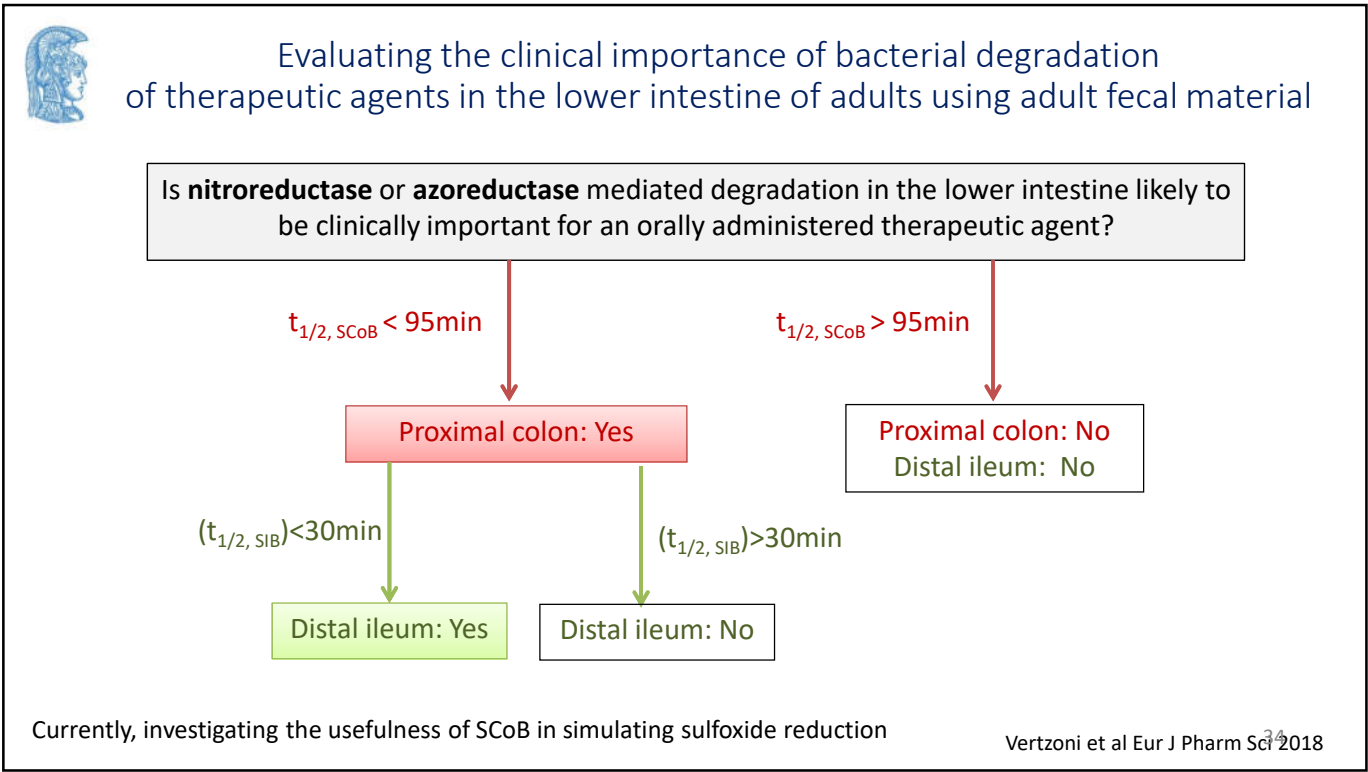 Evaluating the clinical importance of bacterial degradation
of therapeutic agents in the lower intestine of adults using adult fecal material
Is nitroreductase or azoreductase mediated degradation in the lower intestine likely to
be clinically important for an orally administered therapeutic agent?
t1/2, SCoB < 95min
t1/2, SCoB > 95min
Proximal colon: Yes
Proximal colon: No
Distal ileum: No
(t1/2, SIB)<30min
(t1/2, SIB)>30min
Distal ileum: Yes
Distal ileum: No
Currently, investigating the usefulness of SCoB in simulating sulfoxide reduction
Vertzoni et al Eur J Pharm Sci 2018
34